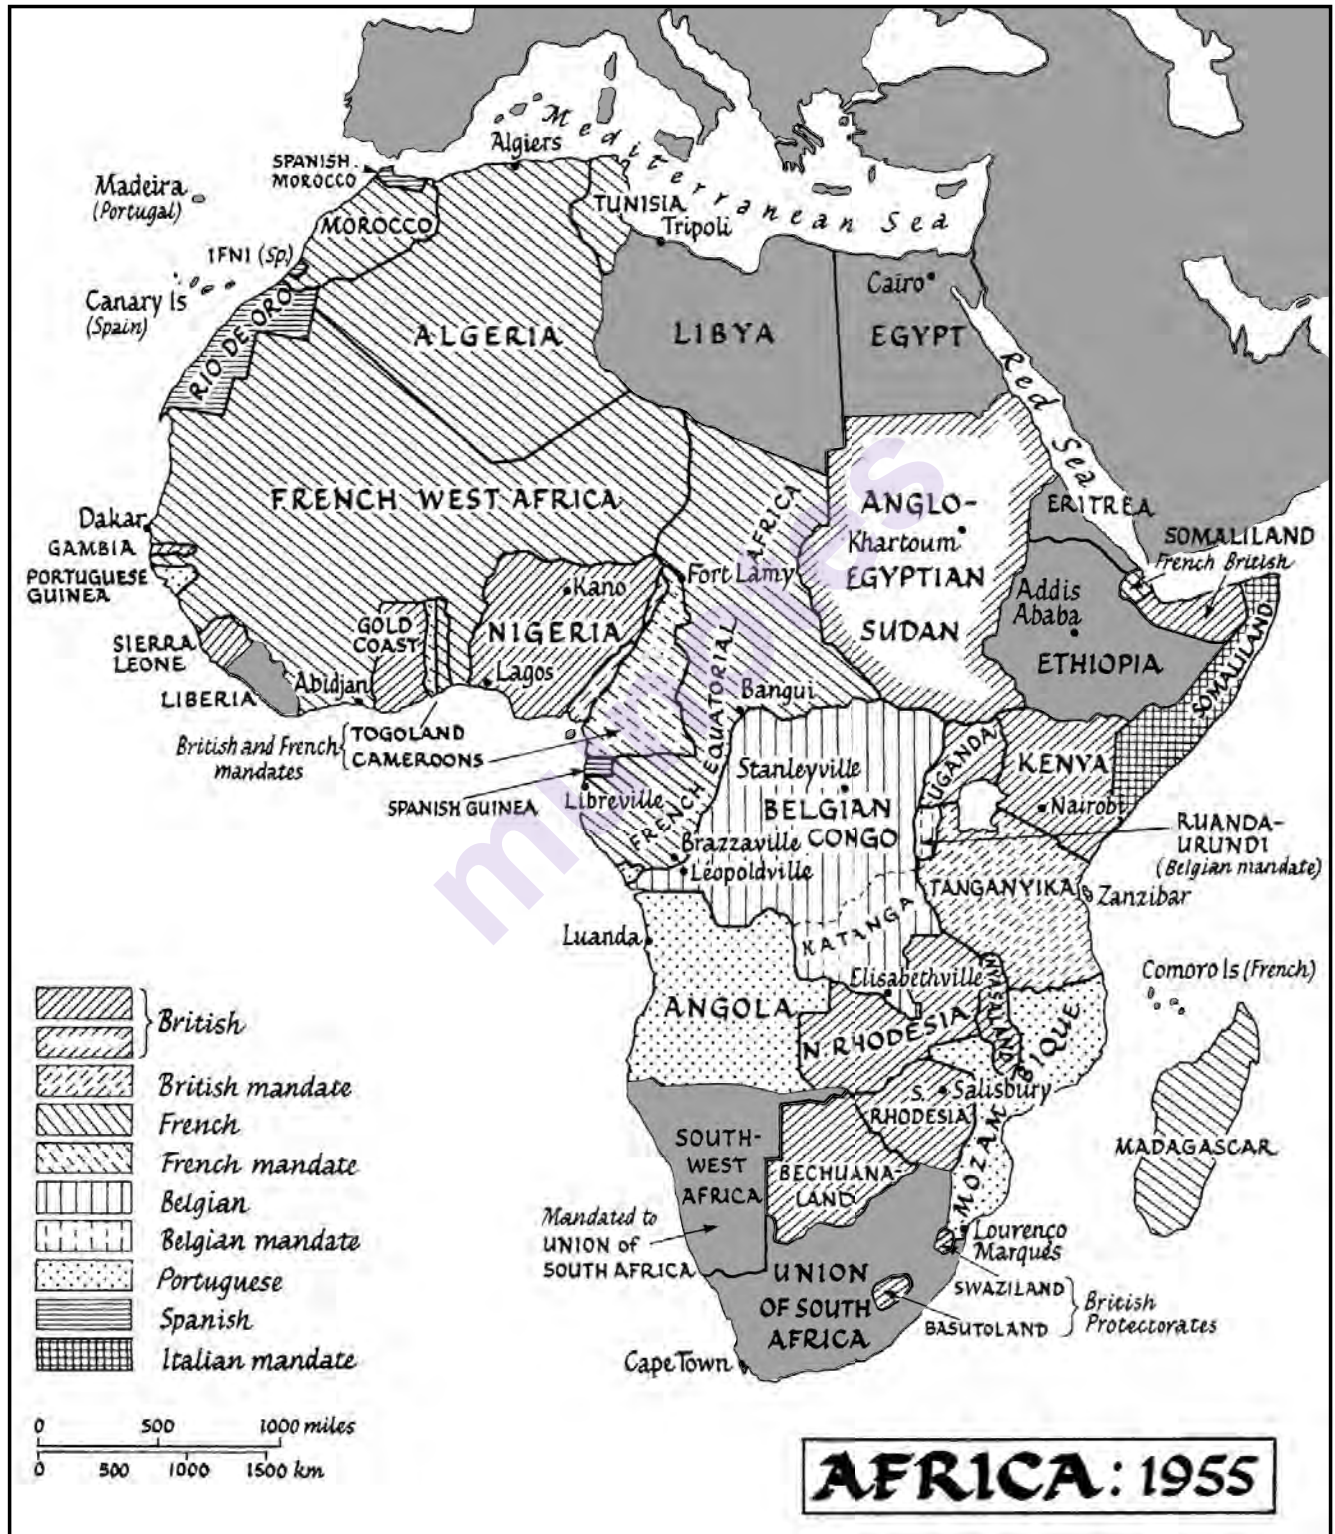 Mediterranean Sea
Algiers
SPANISH
MOROCCO
Madeira
(Portugal)
TUNISIA
MOROCCO
Tripoli
IFNI (Sp.)
Cairo
Canary Is
(Spain)
RIO DE ORO
ALGERIA
LIBYA
EGYPT
Red Sea
FRENCH WEST AFRICA
ANGLO-
EGYPTIAN
SUDAN
Khartoum
ERITREA
Dakar
GAMBIA
PORTUGUESE
GUINEA
SOMALILAND
French British
Fort Lamy
Kano
Addis
Ababa
GOLD
COAST
NIGERIA
SIERRA
LEONE
ETHIOPIA
SOMALILAND
LIBERIA
Abidjan
Lagos
Bangui
FRENCH EQUATORIAL AFRICA
British and French
mandates
TOGOLAND
CAMEROONS
SPANISH GUINEA
Libreville
Stanleyville
BELGIAN
CONGO
UGANDA
KENYA
Nairobi
Brazzaville
Léopoldville
RUANDA-
URUNDI
(Belgian mandate)
TANGANYIKA
Zanzibar
Luanda
KATANGA
Elisabethville
Comoro Is (French)
ANGOLA
N. RHODESIA
NYASALAND
MOZAMBIQUE
S.
RHODESIA
Salisbury
MADAGASCAR
SOUTH-
WEST
AFRICA
BECHUANA-
LAND
Mandated to
UNION of
SOUTH AFRICA
Lourenço
Marques
UNION
OF SOUTH
AFRICA
SWAZILAND
BASUTOLAND
British
Protectorates
Cape Town
British
British mandate
French
French mandate
Belgian
Belgian mandate
Portuguese
Spanish
Italian mandate
0 500 1000 miles
0 500 1000 1500 km
AFRICA: 1955